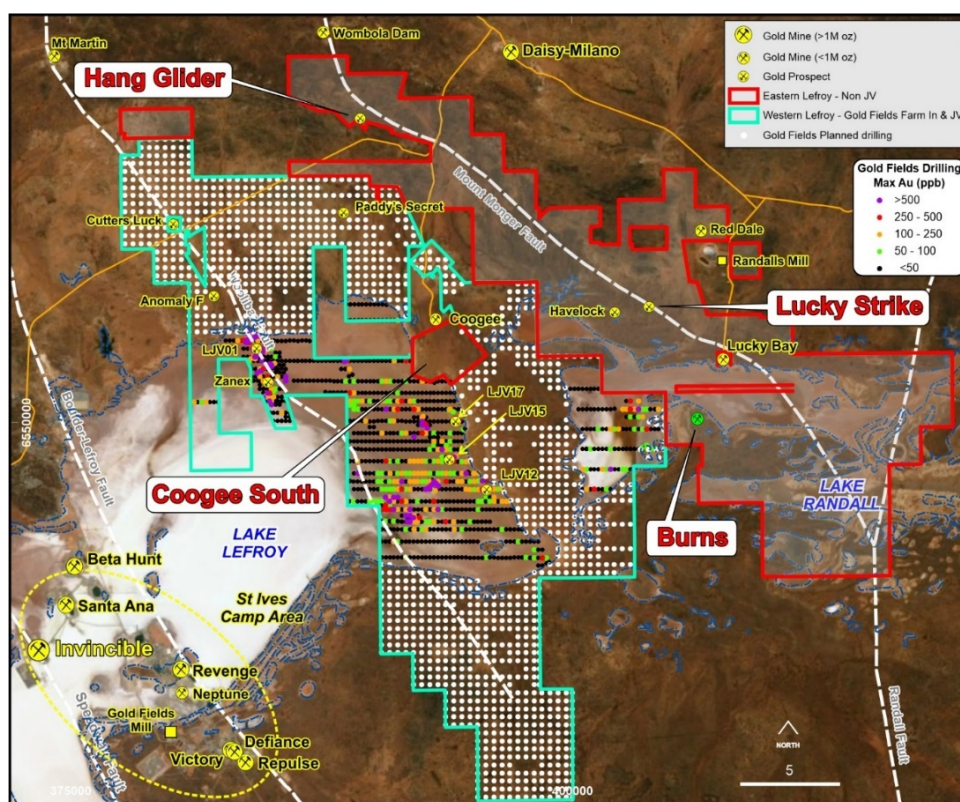 Mt Martin
Wombola Dam
Daisy-Milano
Hang Glider
Gold Mine (>1M oz)
Gold Mine (<1M oz)
Gold Prospect
Eastern Lefroy - Non JV
Western Lefroy - Gold Fields Farm In & JV
Gold Fields Planned drilling
Gold Fields Drilling
Max Au (ppb)
>500
250 - 500
100 - 250
50 - 100
<50
Mount Monger Fault
Cutters Luck
Paddy's Secret
Red Dale
Randalls Mill
Anomaly F
Havelock
Lucky Strike
Coogee
LJV01
Lucky Bay
Zanex
LJV17
LJV15
6550000
Boulder-Lefroy Fault
LJV12
Coogee South
LAKE
LEFROY
Burns
LAKE
RANDALL
Beta Hunt
Santa Ana
St Ives
Camp Area
Invincible
Revenge
Neptune
Gold Fields
Mill
Defiance
Victory
Repulse
Randall Fault
NORTH
5
375000
400000